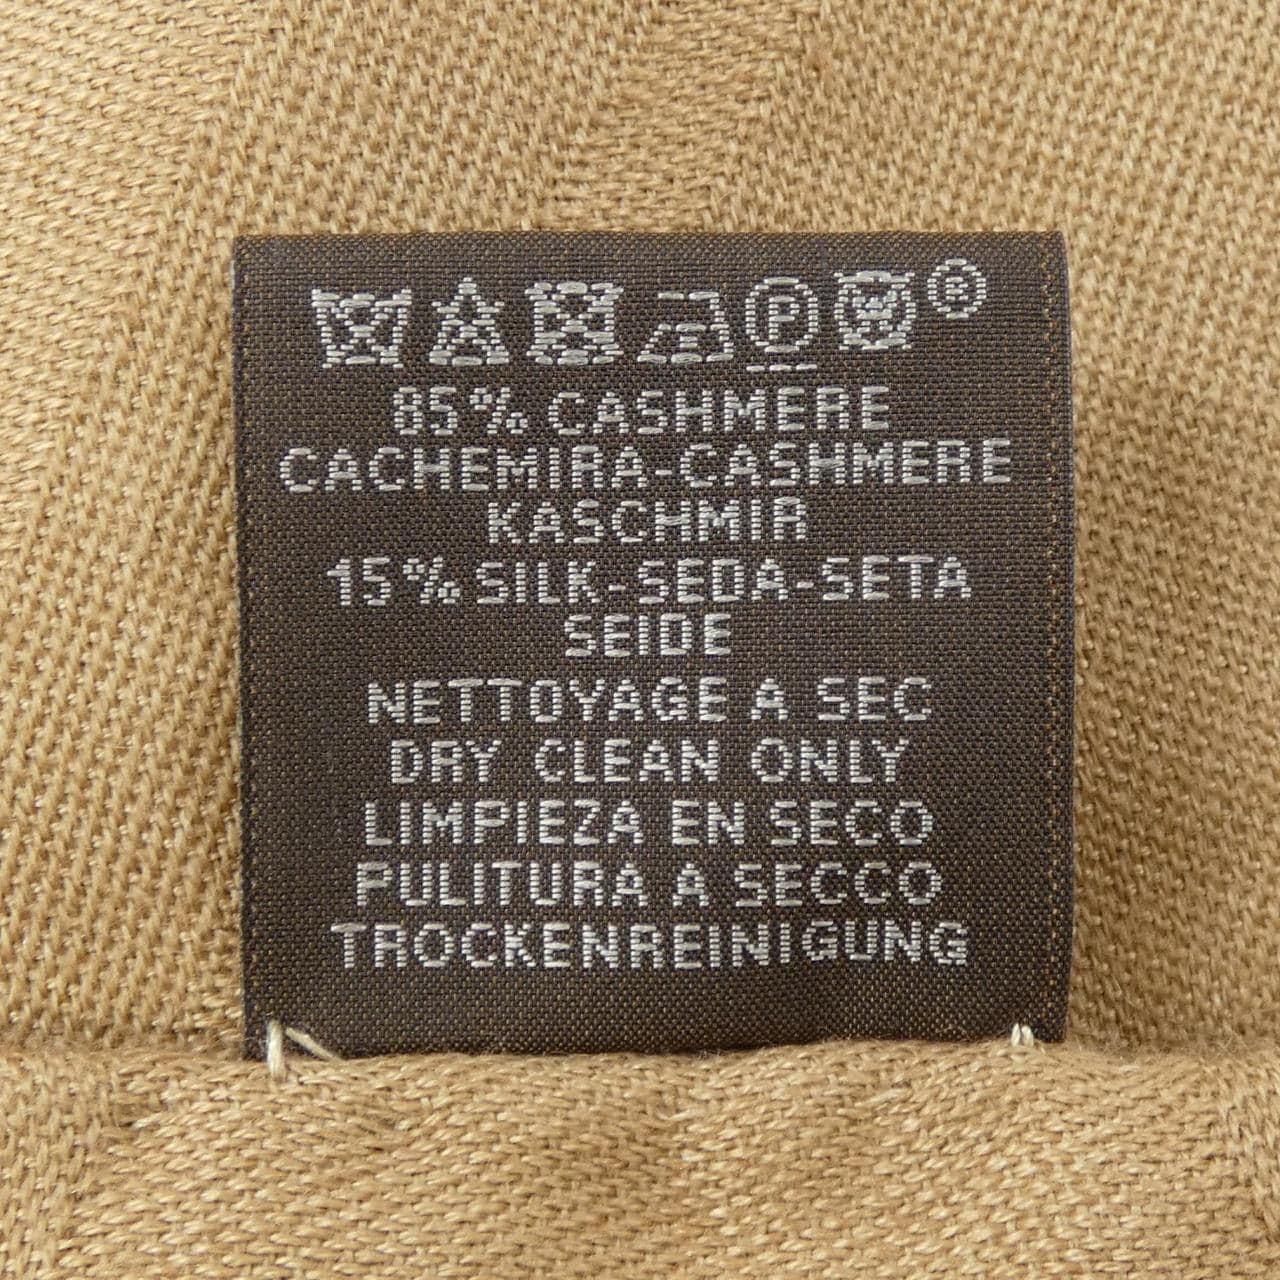 P ®
85% CASHMERE
CACHEMIRA-CASHMERE
KASCHMIR
15% SILK-SEDA-SETA
SEIDE
NETTOYAGE A SEC
DRY CLEAN ONLY
LIMPIEZA EN SECO
PULITURA A SECCO
TROCKENREINIGUNG